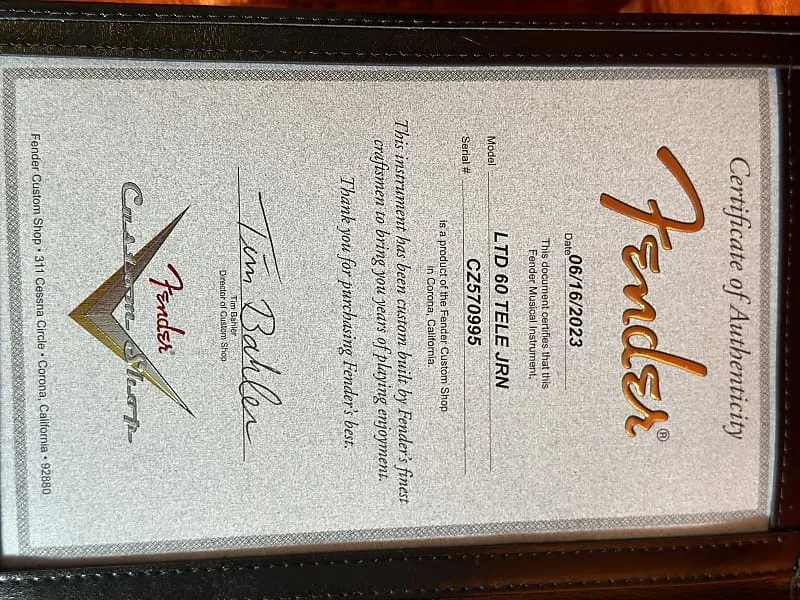 Certificate of Authenticity
Fender®
Date 06/16/2023
This document certifies that this
Fender Musical Instrument,
Model LTD 60 TELE JRN
Serial # CZ570995
is a product of the Fender Custom Shop
in Corona, California
This instrument has been custom built by Fender's finest
craftsmen to bring you years of playing enjoyment.
Thank you for purchasing Fender's best.
Tim Bahler
Tim Bahler
Director of Custom Shop
Fender
Custom Shop
Fender Custom Shop • 311 Cessna Circle • Corona, California • 92880